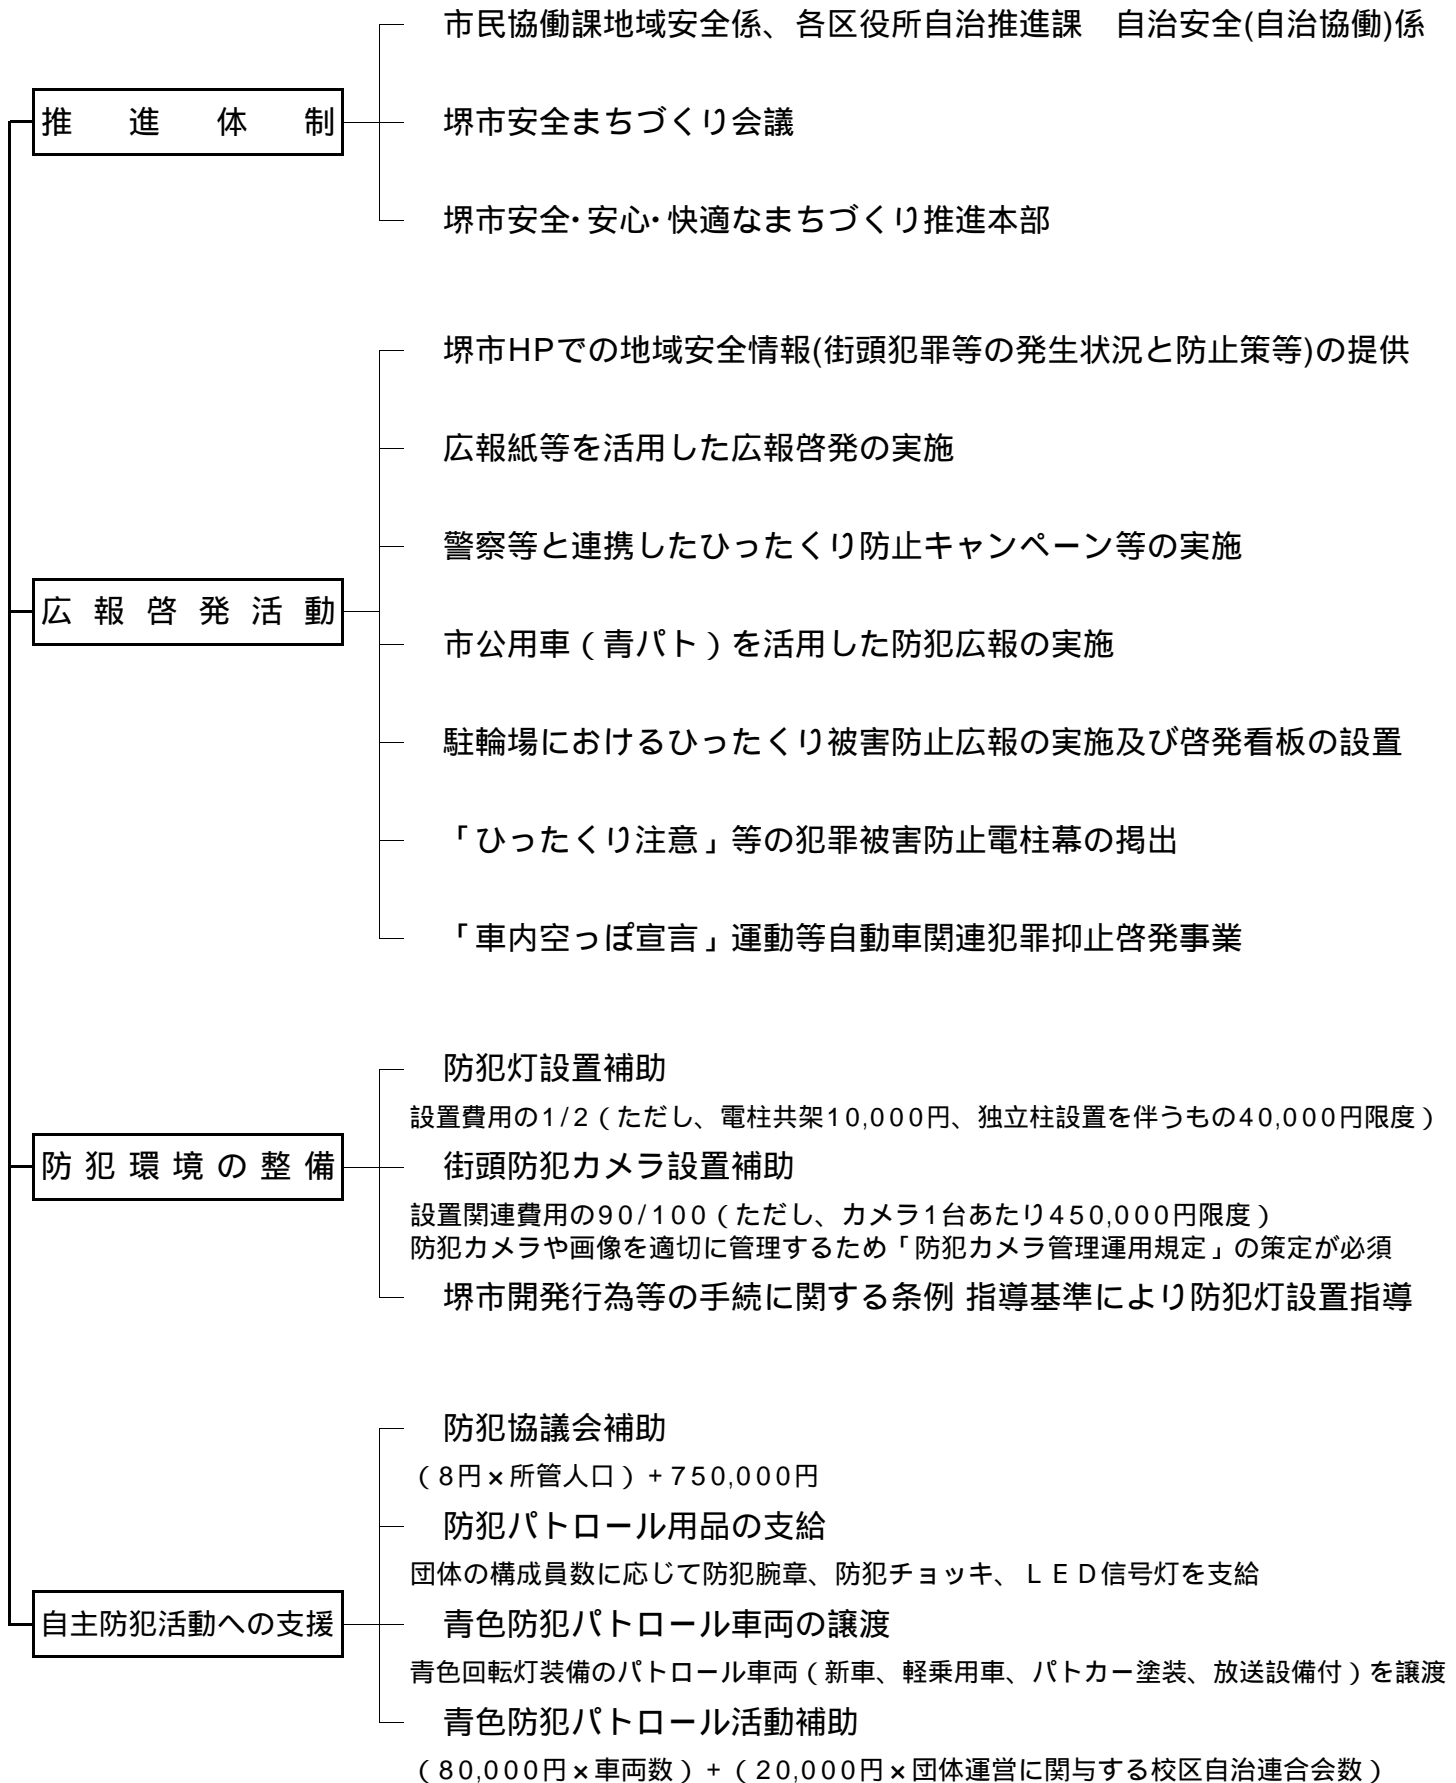 市民協働課地域安全係、各区役所自治推進課　自治安全(自治協働)係
推進体制
堺市安全まちづくり会議
堺市安全・安心・快適なまちづくり推進本部
堺市HPでの地域安全情報(街頭犯罪等の発生状況と防止策等)の提供
広報紙等を活用した広報啓発の実施
警察等と連携したひったくり防止キャンペーン等の実施
広報啓発活動
市公用車（青パト）を活用した防犯広報の実施
駐輪場におけるひったくり被害防止広報の実施及び啓発看板の設置
「ひったくり注意」等の犯罪被害防止電柱幕の掲出
「車内空っぽ宣言」運動等自動車関連犯罪抑止啓発事業
防犯灯設置補助
設置費用の1/2（ただし、電柱共架10,000円、独立柱設置を伴うもの40,000円限度）
防犯環境の整備
街頭防犯カメラ設置補助
設置関連費用の90/100（ただし、カメラ1台あたり450,000円限度）
防犯カメラや画像を適切に管理するため「防犯カメラ管理運用規定」の策定が必須
堺市開発行為等の手続に関する条例 指導基準により防犯灯設置指導
防犯協議会補助
（8円×所管人口）+750,000円
防犯パトロール用品の支給
団体の構成員数に応じて防犯腕章、防犯チョッキ、ＬＥＤ信号灯を支給
自主防犯活動への支援
青色防犯パトロール車両の譲渡
青色回転灯装備のパトロール車両（新車、軽乗用車、パトカー塗装、放送設備付）を譲渡
青色防犯パトロール活動補助
（80,000円×車両数）+（20,000円×団体運営に関与する校区自治連合会数）